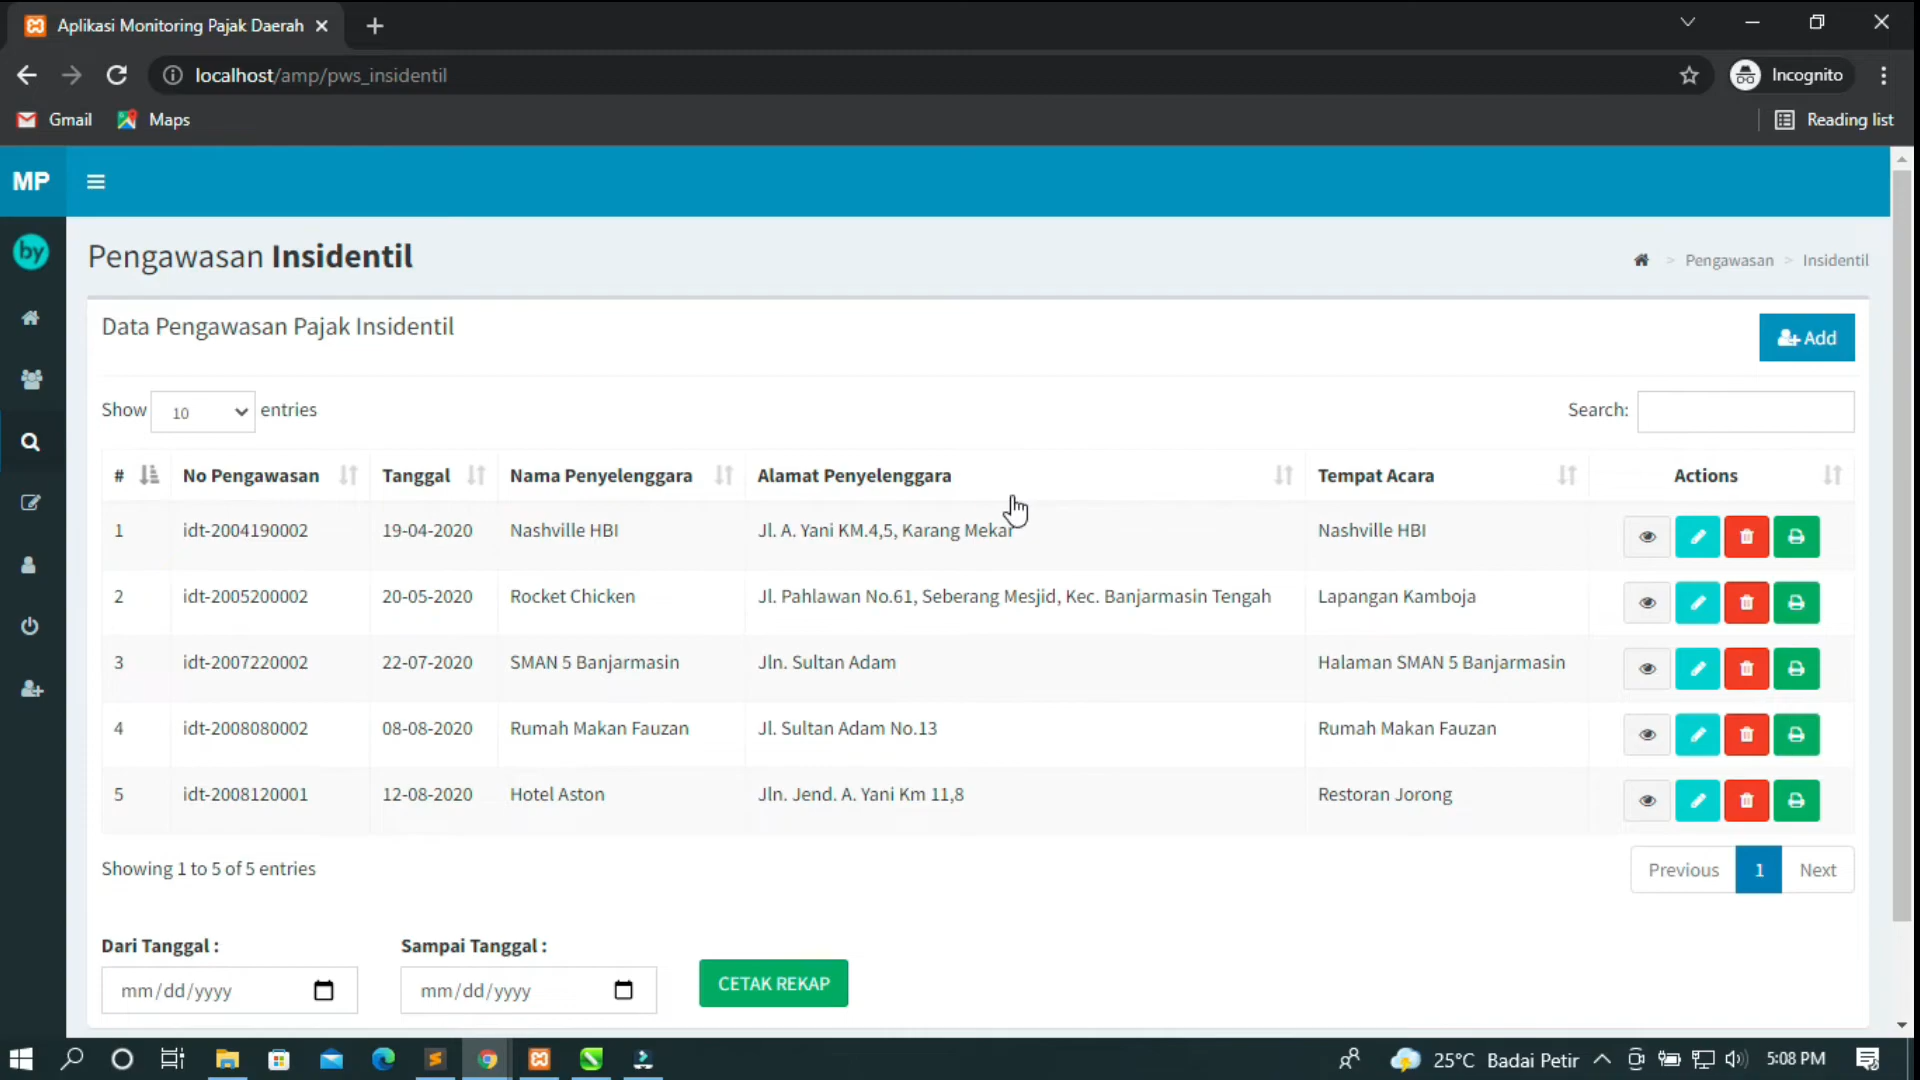 Aplikasi Monitoring Pajak Daerah
localhost/amp/pws_insidentil
Incognito
Gmail
Maps
Reading list
MP
by
Pengawasan Insidentil
> Pengawasan > Insidentil
Data Pengawasan Pajak Insidentil
Add
Show 10 entries
Search:
# No Pengawasan Tanggal Nama Penyelenggara Alamat Penyelenggara Tempat Acara Actions
1 idt-2004190002 19-04-2020 Nashville HBI Jl. A. Yani KM.4,5, Karang Mekar Nashville HBI
2 idt-2005200002 20-05-2020 Rocket Chicken Jl. Pahlawan No.61, Seberang Mesjid, Kec. Banjarmasin Tengah Lapangan Kamboja
3 idt-2007220002 22-07-2020 SMAN 5 Banjarmasin Jln. Sultan Adam Halaman SMAN 5 Banjarmasin
4 idt-2008080002 08-08-2020 Rumah Makan Fauzan Jl. Sultan Adam No.13 Rumah Makan Fauzan
5 idt-2008120001 12-08-2020 Hotel Aston Jln. Jend. A. Yani Km 11,8 Restoran Jorong
Showing 1 to 5 of 5 entries
Previous 1 Next
Dari Tanggal :
Sampai Tanggal :
mm/dd/yyyy
mm/dd/yyyy
CETAK REKAP
25°C Badai Petir
5:08 PM